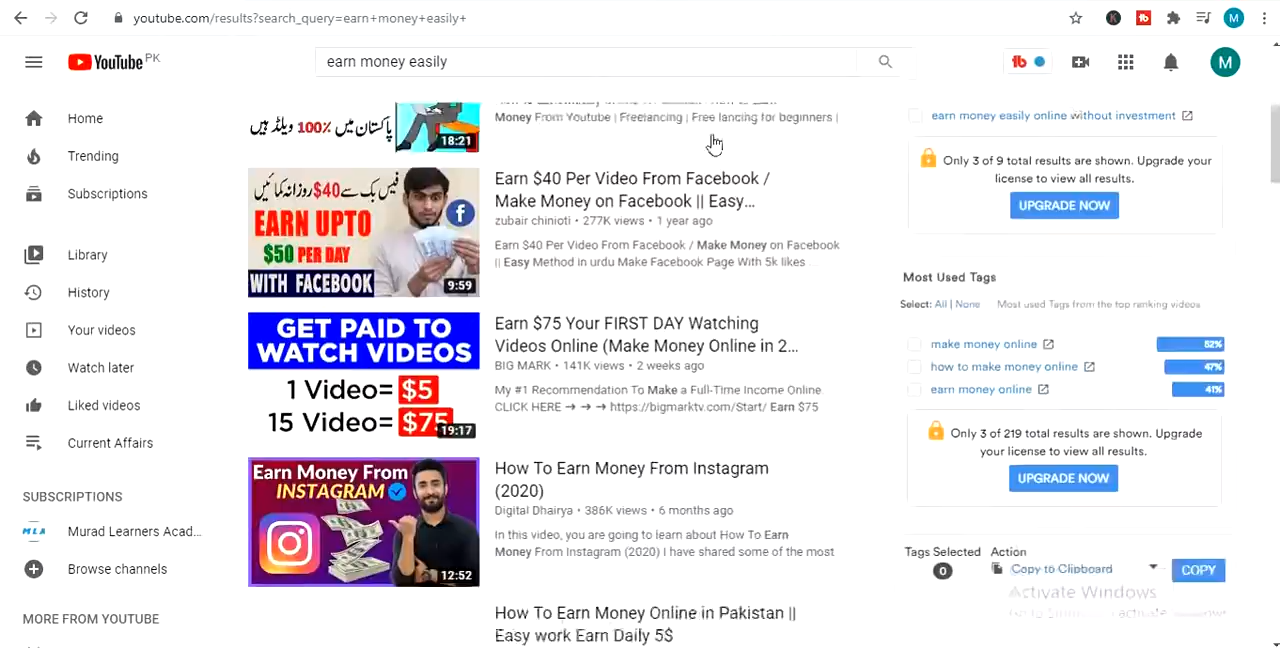 youtube.com/results?search_query=earn+money+easily+
YouTube PK
earn money easily
M
M
Home
Trending
Subscriptions
Library
History
Your videos
Watch later
Liked videos
Current Affairs
SUBSCRIPTIONS
MLA
Murad Learners Acad...
Browse channels
MORE FROM YOUTUBE
پاکستان میں %100 ویلڈ ہیں
18:21
Money From Youtube | Freelancing | Free lancing for beginners |
فیس بک سے $40 روزانہ کمائیں
EARN UPTO
$50 PER DAY
WITH FACEBOOK
9:59
Earn $40 Per Video From Facebook /
Make Money on Facebook || Easy...
zubair chinioti • 277K views • 1 year ago
Earn $40 Per Video From Facebook / Make Money on Facebook
|| Easy Method in urdu Make Facebook Page With 5k likes
GET PAID TO
WATCH VIDEOS
1 Video= $5
15 Video= $75
19:17
Earn $75 Your FIRST DAY Watching
Videos Online (Make Money Online in 2...
BIG MARK • 141K views • 2 weeks ago
My #1 Recommendation To Make a Full-Time Income Online
CLICK HERE ➔ ➔ ➔ https://bigmarktv.com/Start/ Earn $75
Earn Money From
INSTAGRAM
12:52
How To Earn Money From Instagram
(2020)
Digital Dhairya • 386K views • 6 months ago
In this video, you are going to learn about How To Earn
Money From Instagram (2020) I have shared some of the most
How To Earn Money Online in Pakistan ||
Easy work Earn Daily 5$
earn money easily online without investment
Only 3 of 9 total results are shown. Upgrade your
license to view all results.
UPGRADE NOW
Most Used Tags
Select: All | None Most used Tags from the top ranking videos
make money online 82%
how to make money online 47%
earn money online 41%
Only 3 of 219 total results are shown. Upgrade
your license to view all results.
UPGRADE NOW
Tags Selected Action
0 Copy to Clipboard COPY
Activate Windows